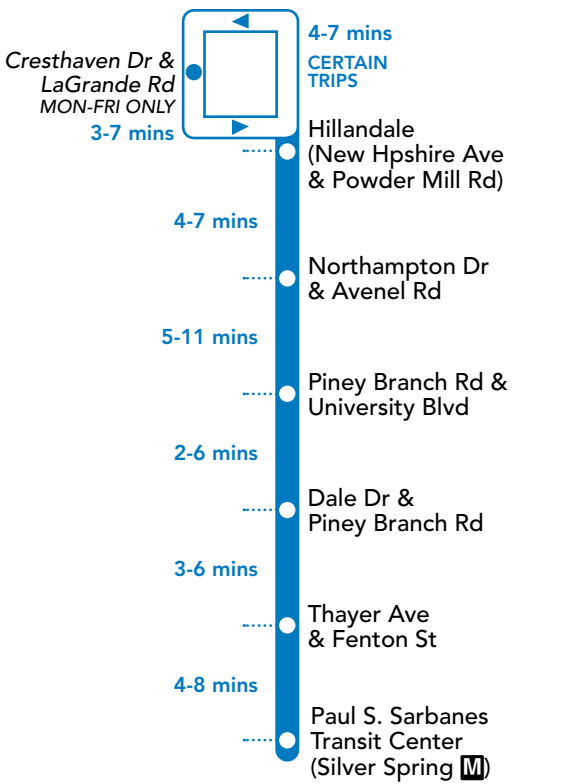 Cresthaven Dr &
LaGrande Rd
MON-FRI ONLY
3-7 mins
4-7 mins
CERTAIN
TRIPS
Hillandale
(New Hpshire Ave
& Powder Mill Rd)
4-7 mins
Northampton Dr
& Avenel Rd
5-11 mins
Piney Branch Rd &
University Blvd
2-6 mins
Dale Dr &
Piney Branch Rd
3-6 mins
Thayer Ave
& Fenton St
4-8 mins
Paul S. Sarbanes
Transit Center
(Silver Spring M)